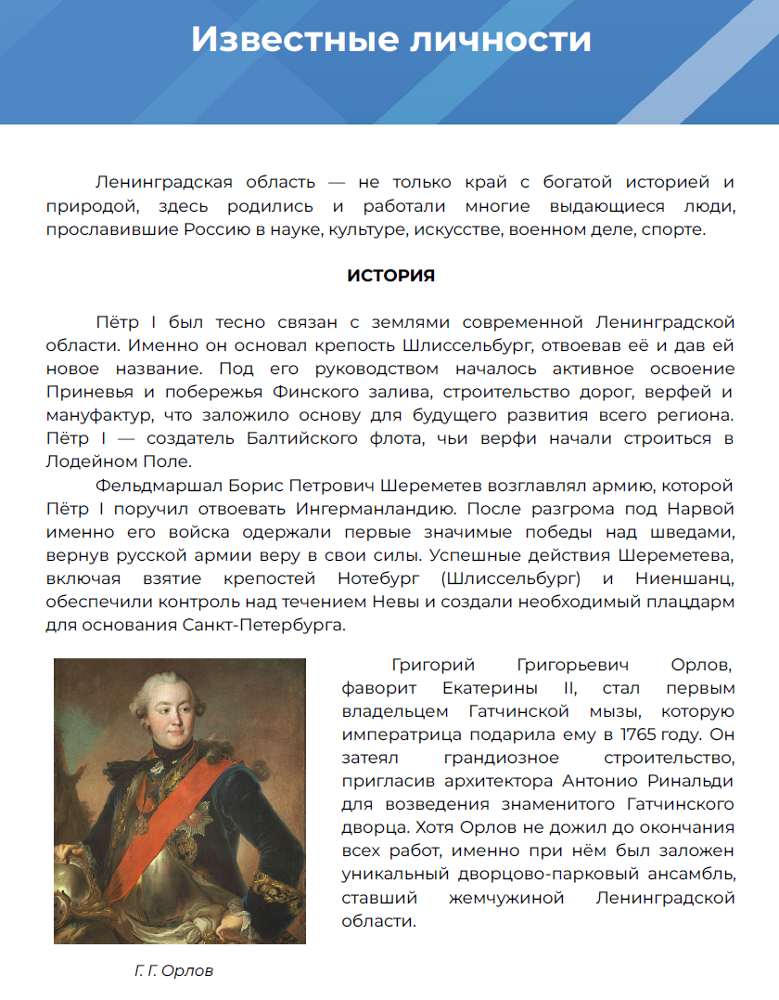 Известные личности
Ленинградская область — не только край с богатой историей и
природой, здесь родились и работали многие выдающиеся люди,
прославившие Россию в науке, культуре, искусстве, военном деле, спорте.
ИСТОРИЯ
Пётр I был тесно связан с землями современной Ленинградской
области. Именно он основал крепость Шлиссельбург, отвоевав её и дав ей
новое название. Под его руководством началось активное освоение
Приневья и побережья Финского залива, строительство дорог, верфей и
мануфактур, что заложило основу для будущего развития всего региона.
Пётр I — создатель Балтийского флота, чьи верфи начали строиться в
Лодейном Поле.
Фельдмаршал Борис Петрович Шереметев возглавлял армию, которой
Пётр I поручил отвоевать Ингерманландию. После разгрома под Нарвой
именно его войска одержали первые значимые победы над шведами,
вернув русской армии веру в свои силы. Успешные действия Шереметева,
включая взятие крепостей Нотебург (Шлиссельбург) и Ниеншанц,
обеспечили контроль над течением Невы и создали необходимый плацдарм
для основания Санкт-Петербурга.
Григорий Григорьевич Орлов,
фаворит Екатерины II, стал первым
владельцем Гатчинской мызы, которую
императрица подарила ему в 1765 году. Он
затеял грандиозное строительство,
пригласив архитектора Антонио Ринальди
для возведения знаменитого Гатчинского
дворца. Хотя Орлов не дожил до окончания
всех работ, именно при нём был заложен
уникальный дворцово-парковый ансамбль,
ставший жемчужиной Ленинградской
области.
Г. Г. Орлов